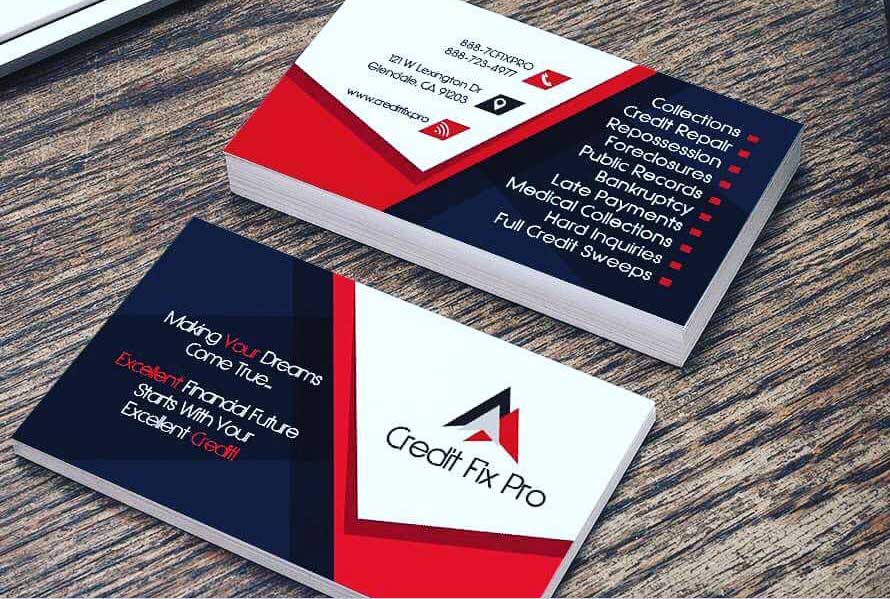 888-7CFIXPRO
888-723-4977
121 W Lexington Dr
Glendale, CA 91203
www.creditfix.pro
Collections
Credit Repair
Repossession
Foreclosures
Public Records
Bankruptcy
Late Payments
Medical Collections
Hard Inquiries
Full Credit Sweeps
Making Your Dreams
Come True...
Excellent Financial Future
Starts With Your
Excellent Credit!
Credit Fix Pro